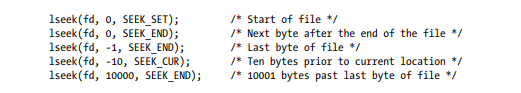 lseek(fd, 0, SEEK_SET); /* Start of file */
lseek(fd, 0, SEEK_END); /* Next byte after the end of the file */
lseek(fd, -1, SEEK_END); /* Last byte of file */
lseek(fd, -10, SEEK_CUR); /* Ten bytes prior to current location */
lseek(fd, 10000, SEEK_END); /* 10001 bytes past last byte of file */